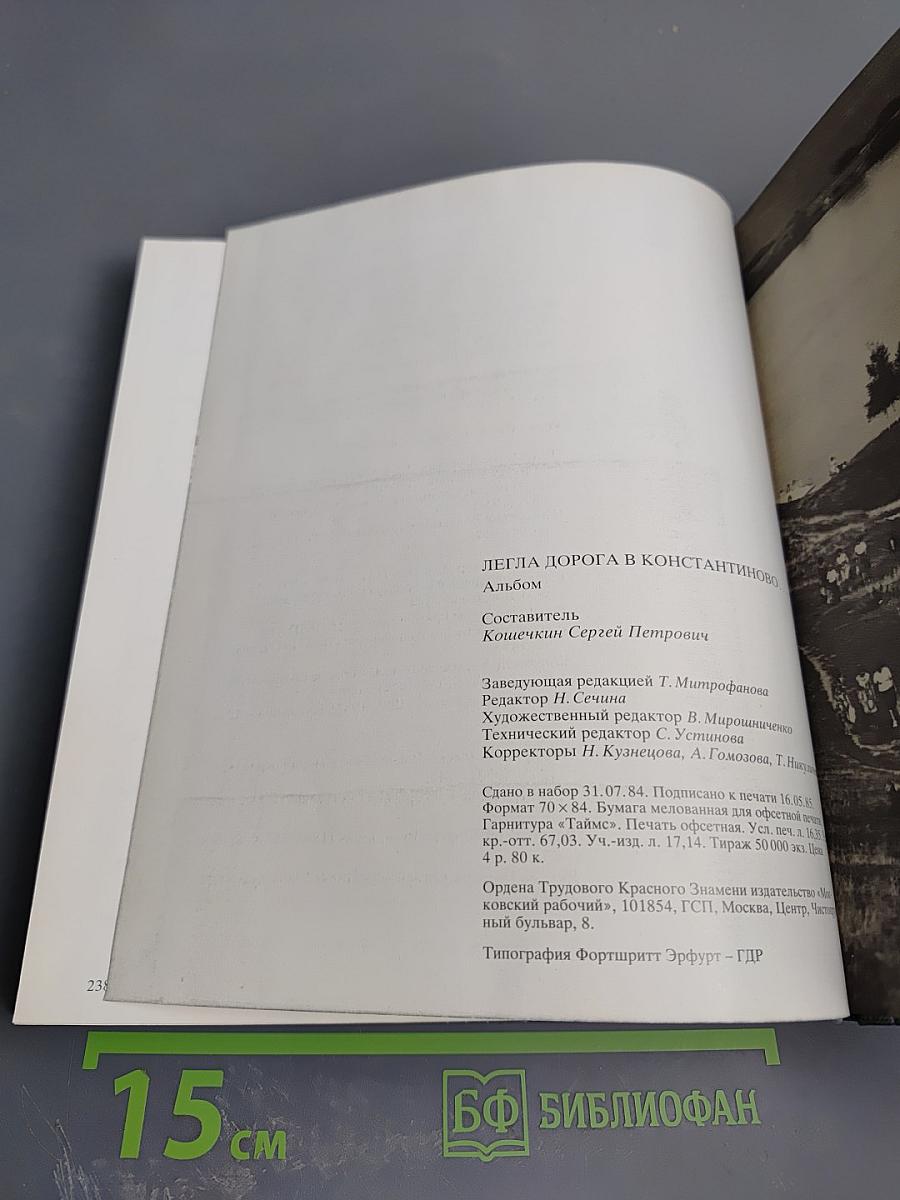 ЛЕГЛА ДОРОГА В КОНСТАНТИНОВО
Альбом
Составитель
Кошечкин Сергей Петрович
Заведующая редакцией Т. Митрофанова
Редактор Н. Сечина
Художественный редактор В. Мирошниченко
Технический редактор С. Устинова
Корректоры Н. Кузнецова, А. Гомозова,
Сдано в набор 31.07.84. Подписано к печати 16.05.85.
Формат 70 × 84. Бумага мелованная для офсетной печати.
Гарнитура «Таймс». Печать офсетная. Усл. печ. л.
кр.-отт. 67,03. Уч.-изд. л. 17,14. Тираж 50 000 экз. Цена
4 р. 80 к.
Ордена Трудового Красного Знамени издательство «Мос-
ковский рабочий», 101854, ГСП, Москва, Центр,
ный бульвар, 8.
Типография Фортшритт Эрфурт – ГДР
238
15 см
БФ БИБЛИОФАН